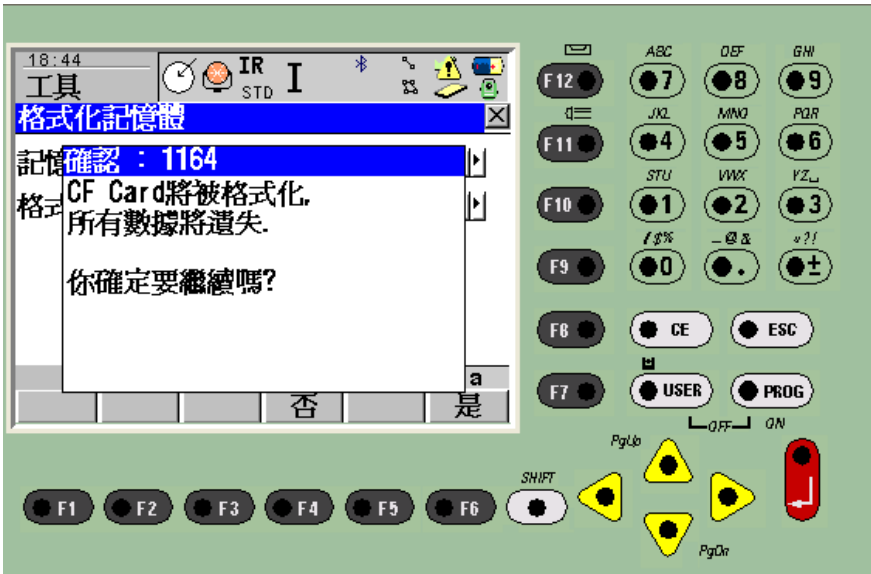 18:44
工具
IR
STD
I
格式化記憶體
記憶
確認 : 1164
CF Card將被格式化.
格式
所有數據將遺失.
你確定要繼續嗎?
a
否
是
F12
F11
F10
F9
F8
F7
ABC
DEF
GHI
7
8
9
JKL
MNO
PQR
4
5
6
STU
VWX
YZ
1
2
3
/$%
_@&
*?!
0
.
±
CE
ESC
USER
PROG
OFF
ON
PgUp
SHIFT
F1
F2
F3
F4
F5
F6
PgDn